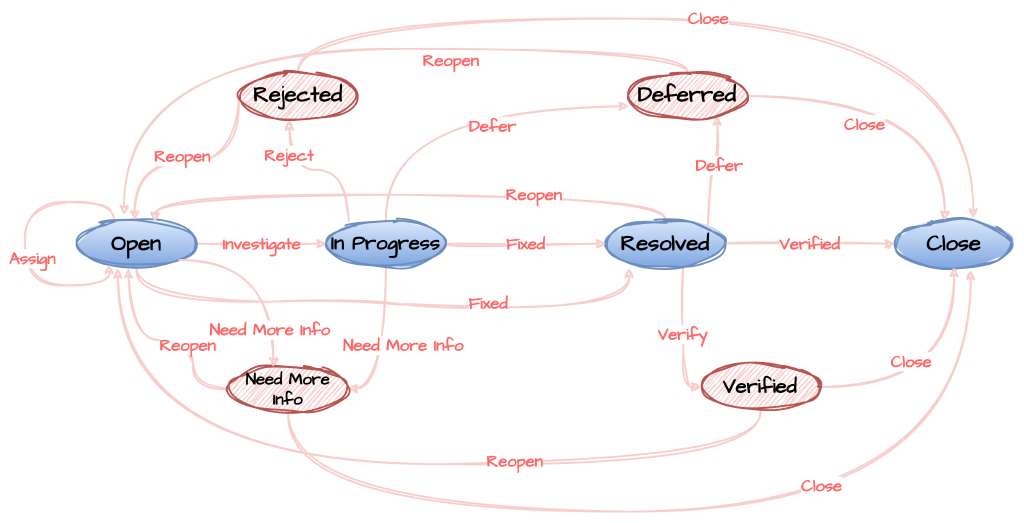 Close
Reopen
Rejected
Deferred
Defer
Close
Reopen
Reject
Defer
Reopen
Open
Investigate
In Progress
Fixed
Resolved
Verified
Close
Assign
Fixed
Need More Info
Need More Info
Reopen
Verify
Close
Need More
Info
Verified
Reopen
Close